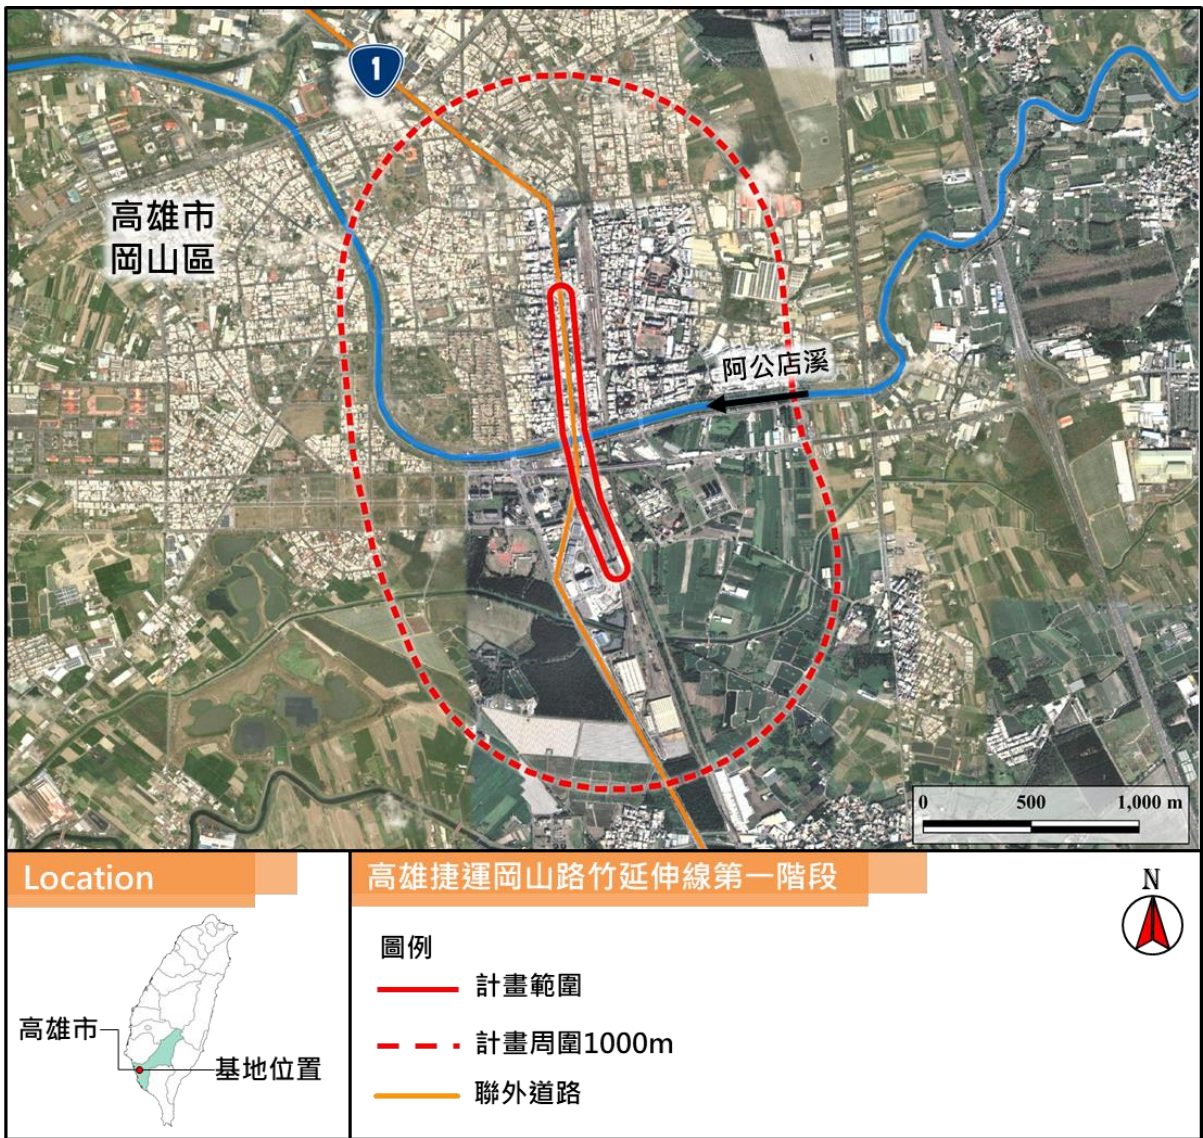 1
高雄市
岡山區
阿公店溪
0 500 1,000 m
Location
高雄市
基地位置
高雄捷運岡山路竹延伸線第一階段
N
圖例
計畫範圍
計畫周圍1000m
聯外道路